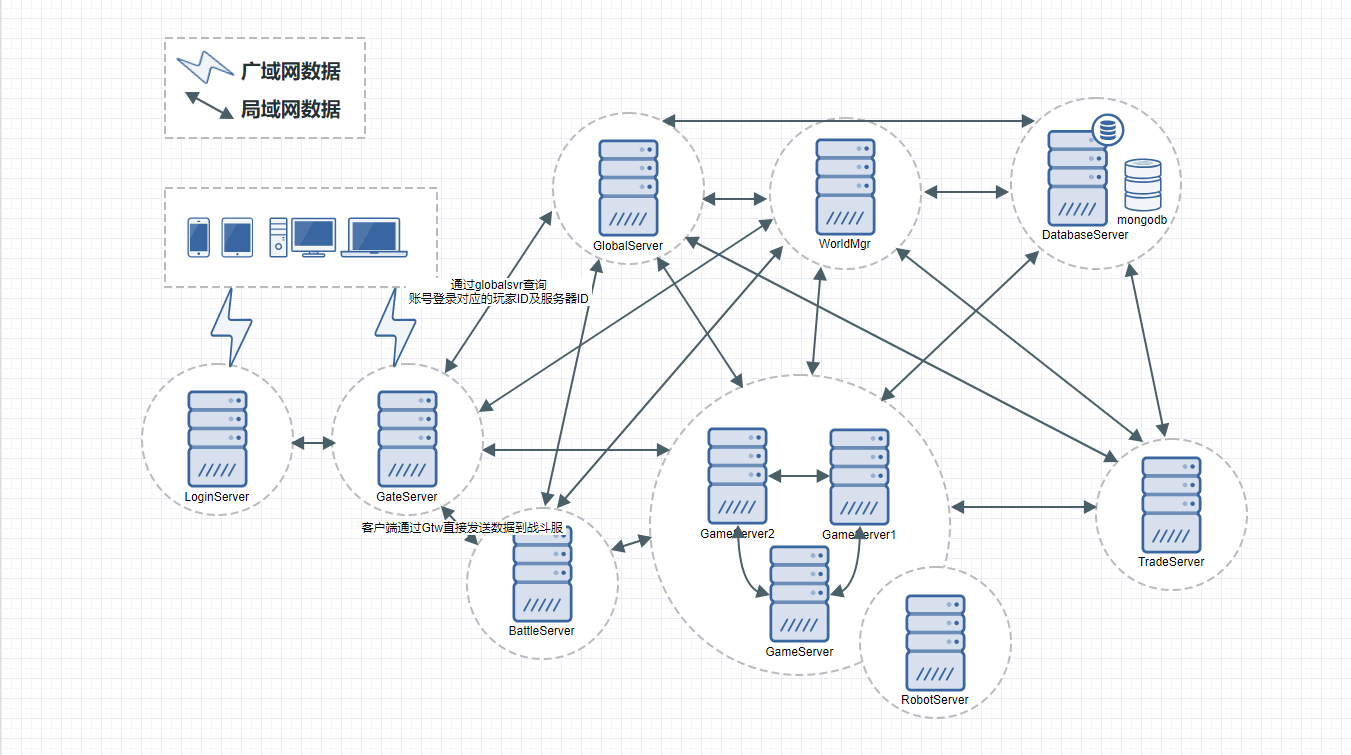 广域网数据
局域网数据
GlobalServer
WorldMgr
mongodb
DatabaseServer
通过globalsvr查询
账号登录对应的玩家ID及服务器ID
LoginServer
GateServer
客户端通过Gtw直接发送数据到战斗服
GameServer2
GameServer1
TradeServer
BattleServer
GameServer
RobotServer